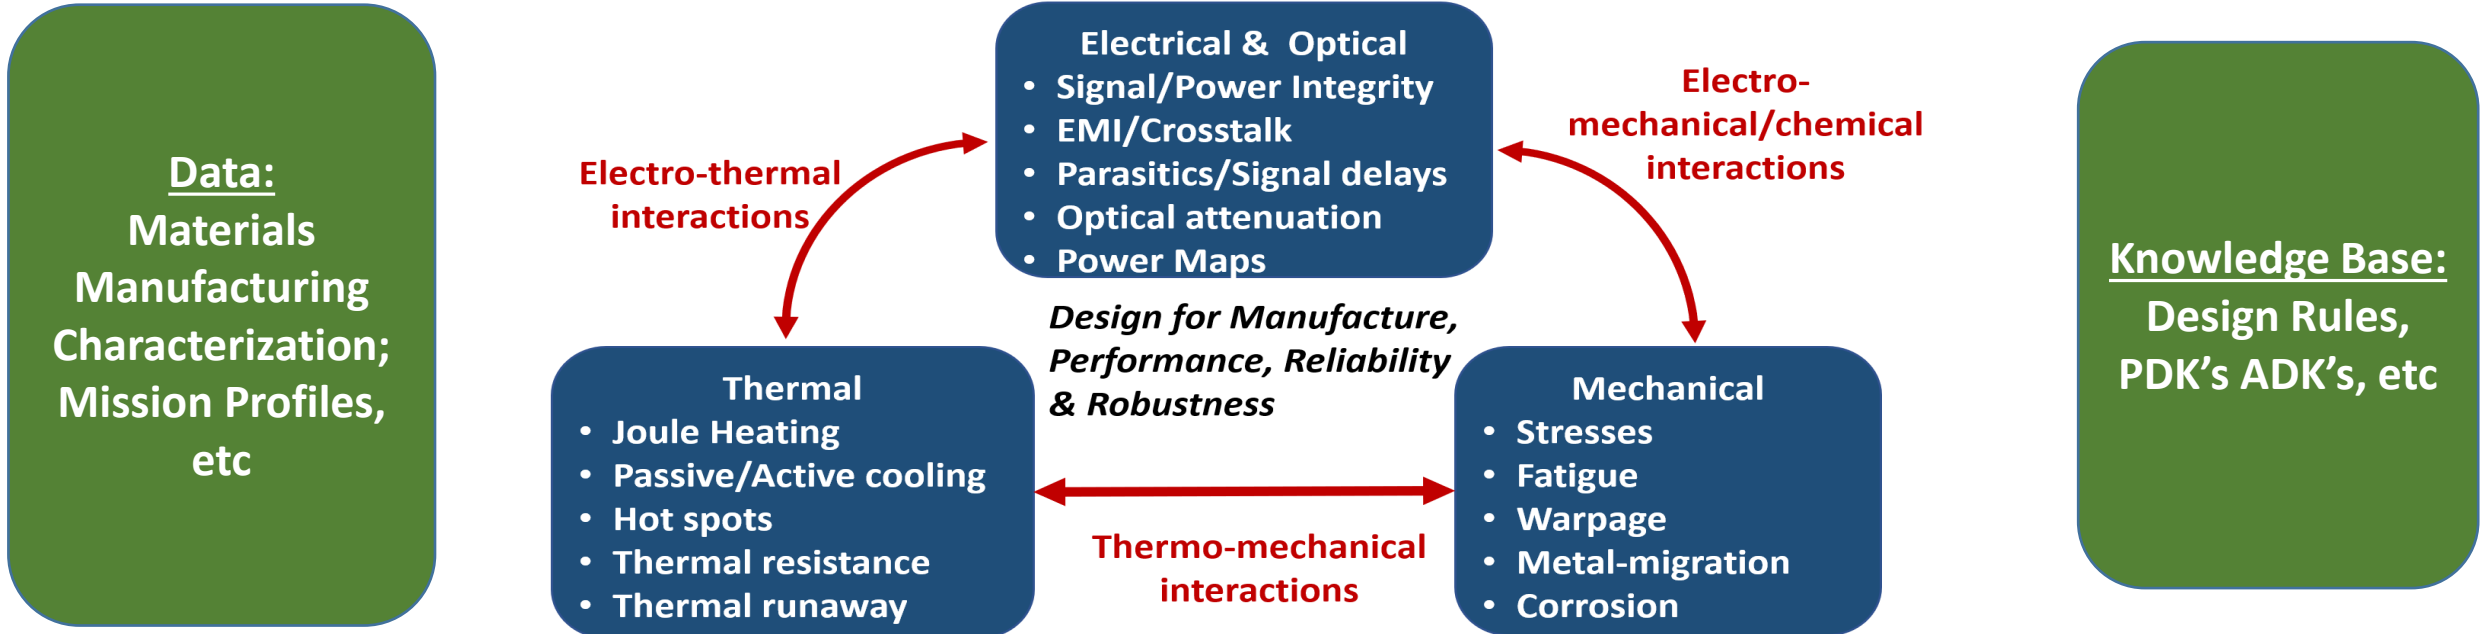 Data:
Materials
Manufacturing
Characterization;
Mission Profiles,
etc
Electro-thermal
interactions
Electrical & Optical
• Signal/Power Integrity
• EMI/Crosstalk
• Parasitics/Signal delays
• Optical attenuation
• Power Maps
Electro-
mechanical/chemical
interactions
Design for Manufacture,
Performance, Reliability
& Robustness
Thermal
• Joule Heating
• Passive/Active cooling
• Hot spots
• Thermal resistance
• Thermal runaway
Thermo-mechanical
interactions
Mechanical
• Stresses
• Fatigue
• Warpage
• Metal-migration
• Corrosion
Knowledge Base:
Design Rules,
PDK’s ADK’s, etc